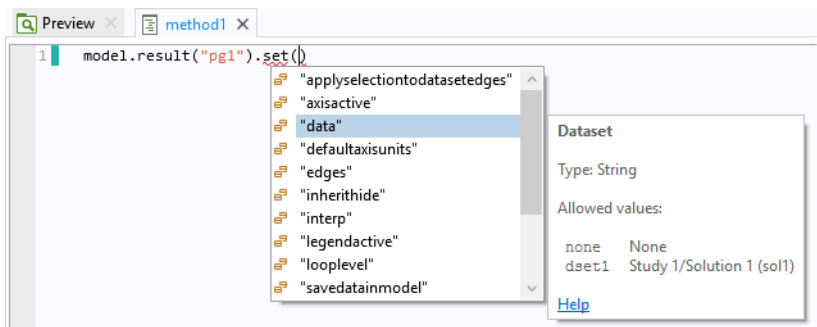 Preview
method1
1 model.result("pg1").set()
"applyselectiontodatasetedges"
"axisactive"
"data"
"defaultaxisunits"
"edges"
"inherithide"
"interp"
"legendactive"
"looplevel"
"savedatainmodel"
Dataset
Type: String
Allowed values:
none None
dset1 Study 1/Solution 1 (sol1)
Help